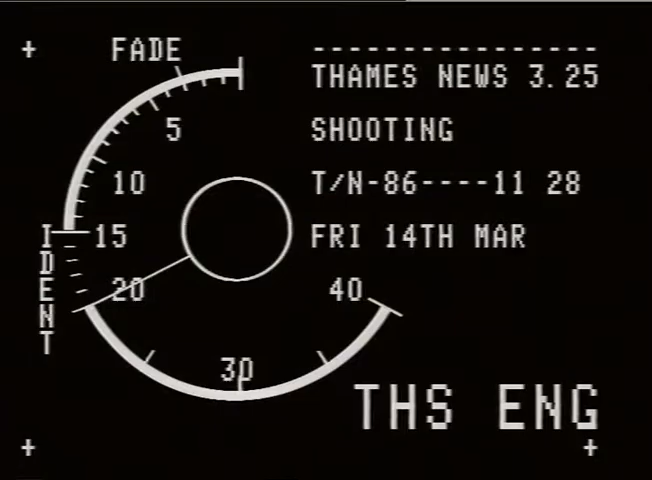 FADE
----------------
THAMES NEWS 3.25
5
SHOOTING
10
T/N-86----11 28
15
FRI 14TH MAR
IDENT
20
40
30
THS ENG